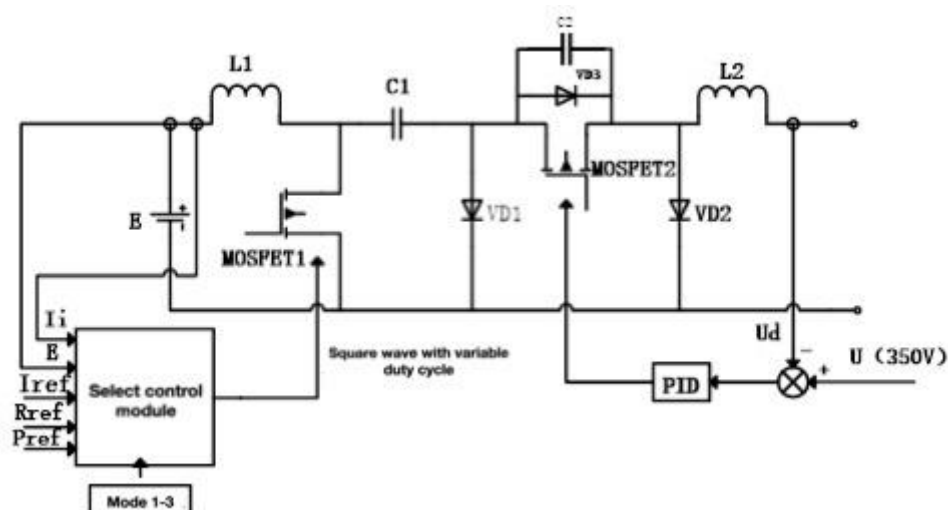 C2
VD3
L1
L2
C1
MOSFET2
E
+
-
VD1
VD2
MOSFET1
Ii
E
Iref
Rref
Pref
Select control
module
Square wave with variable
duty cycle
Ud
-
+
U (350V)
PID
Mode 1-3